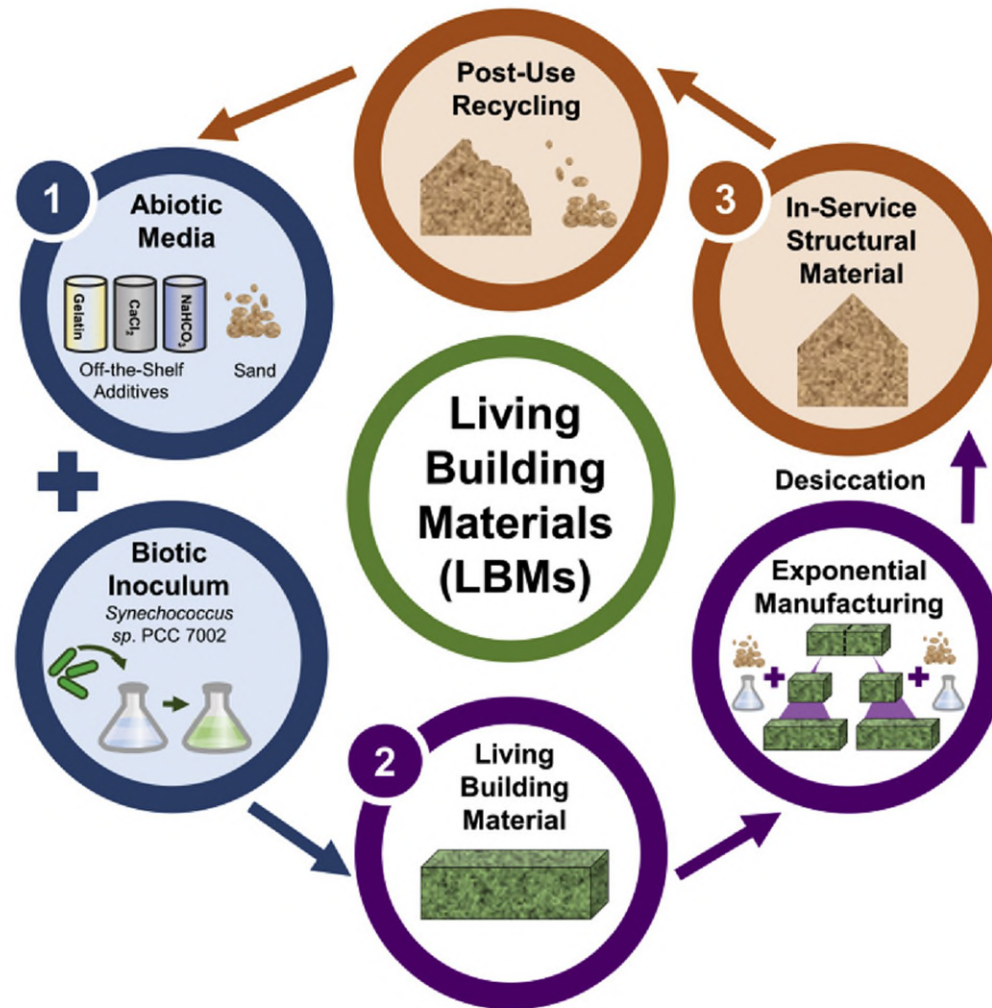 Post-Use
Recycling
1
Abiotic
Media
Gelatin
CaCl₂
NaHCO₃
Off-the-Shelf
Additives
Sand
3
In-Service
Structural
Material
Living
Building
Materials
(LBMs)
Desiccation
Biotic
Inoculum
Synechococcus
sp. PCC 7002
Exponential
Manufacturing
2
Living
Building
Material